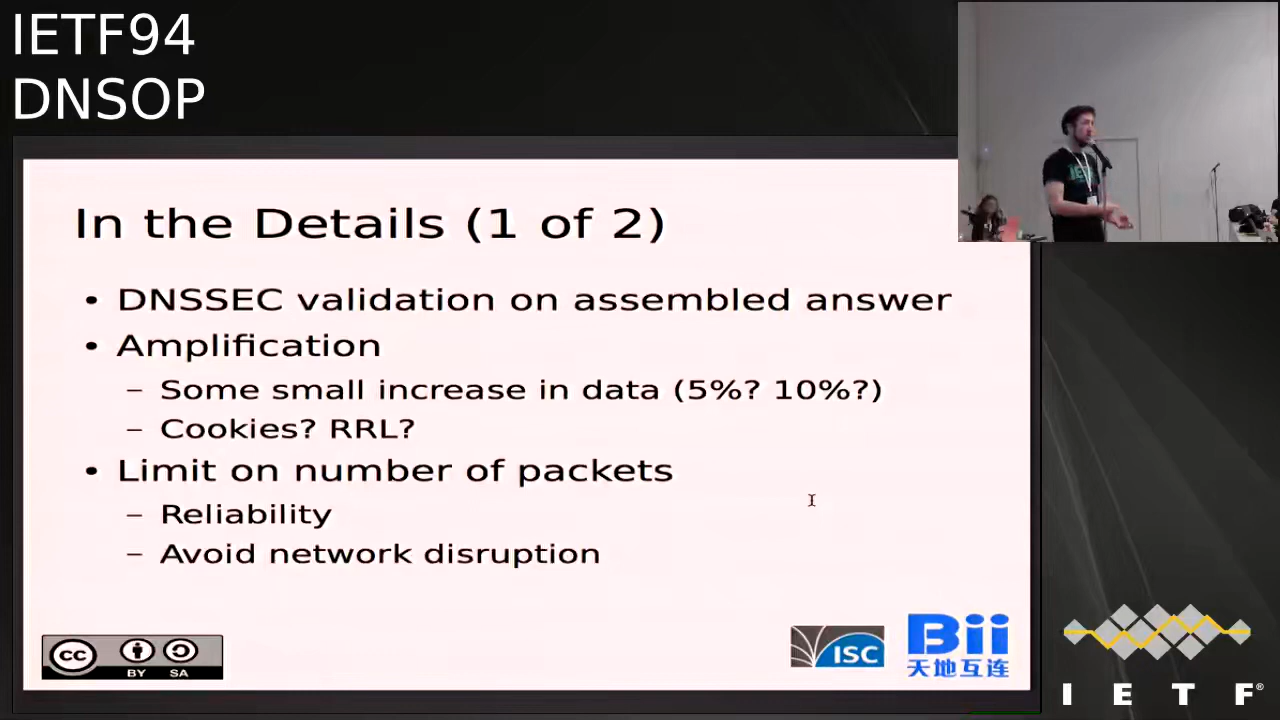 IETF94
DNSOP
In the Details (1 of 2)
• DNSSEC validation on assembled answer
• Amplification
– Some small increase in data (5%? 10%?)
– Cookies? RRL?
• Limit on number of packets
– Reliability
– Avoid network disruption
cc
BY SA
ISC
Bii
天地互连
IETF®